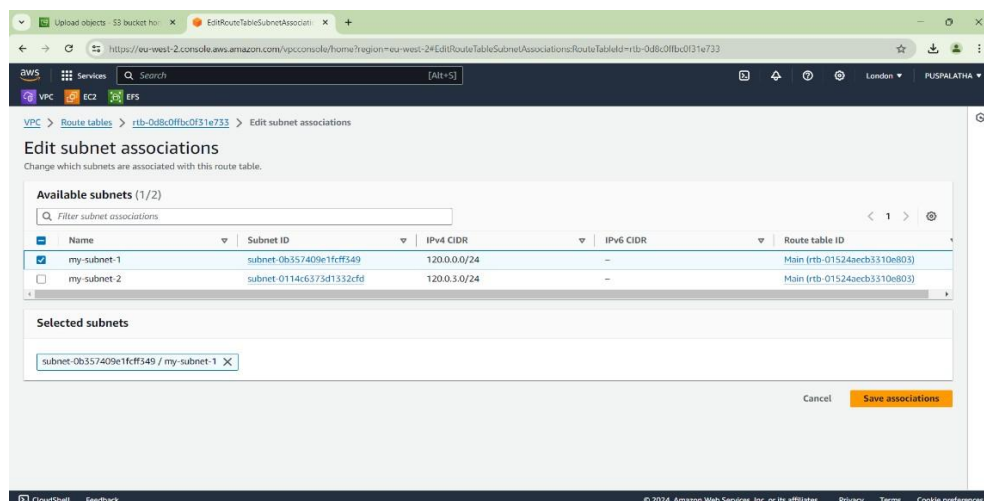 Upload objects - S3 bucket hor
EditRouteTableSubnetAssociati
https://eu-west-2.console.aws.amazon.com/vpcconsole/home?region=eu-west-2#EditRouteTableSubnetAssociations:RouteTableId=rtb-0d8c0ffbc0f31e733
aws Services Search [Alt+S] London PUSPALATHA
VPC EC2 EFS
VPC > Route tables > rtb-0d8c0ffbc0f31e733 > Edit subnet associations
Edit subnet associations
Change which subnets are associated with this route table.
Available subnets (1/2)
Filter subnet associations
< 1 >
Name Subnet ID IPv4 CIDR IPv6 CIDR Route table ID
my-subnet-1 subnet-0b357409e1fcff349 120.0.0.0/24 – Main (rtb-01524aecb3310e803)
my-subnet-2 subnet-0114c6373d1332cfd 120.0.3.0/24 – Main (rtb-01524aecb3310e803)
Selected subnets
subnet-0b357409e1fcff349 / my-subnet-1 X
Cancel Save associations
CloudShell Feedback © 2024, Amazon Web Services, Inc. or its affiliates. Privacy Terms Cookie preferences